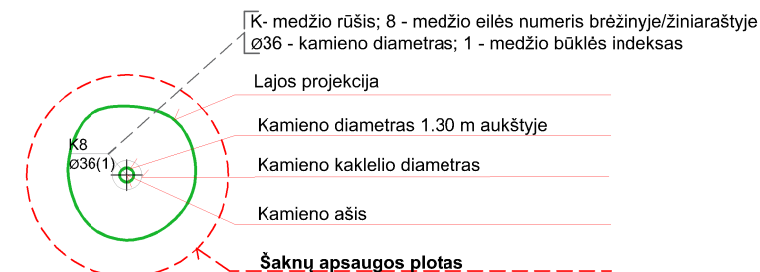 K- medžio rūšis; 8 - medžio eilės numeris brėžinyje/žiniaraštyje
Ø36 - kamieno diametras; 1 - medžio būklės indeksas
Lajos projekcija
Kamieno diametras 1.30 m aukštyje
K8
Ø36(1)
Kamieno kaklelio diametras
Kamieno ašis
Šaknų apsaugos plotas